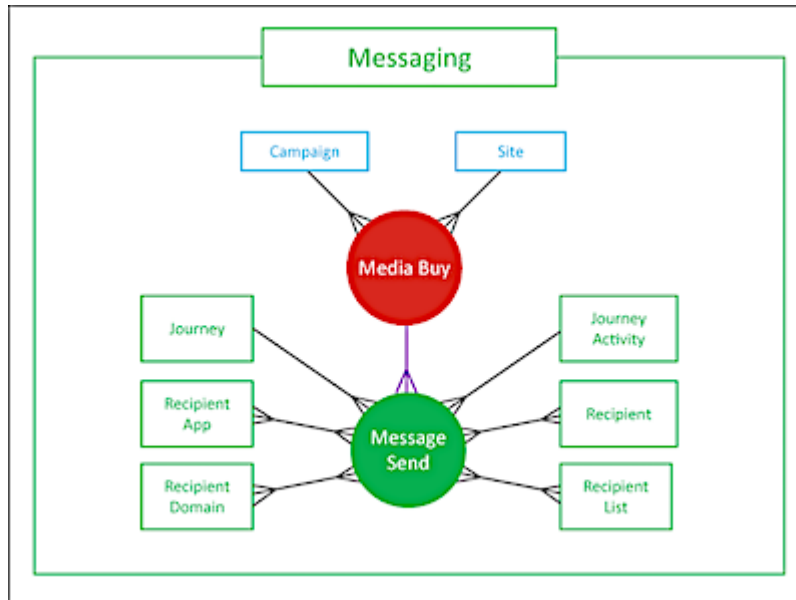 Messaging
Campaign
Site
Media Buy
Journey
Journey
Activity
Recipient
App
Message
Send
Recipient
Recipient
Domain
Recipient
List